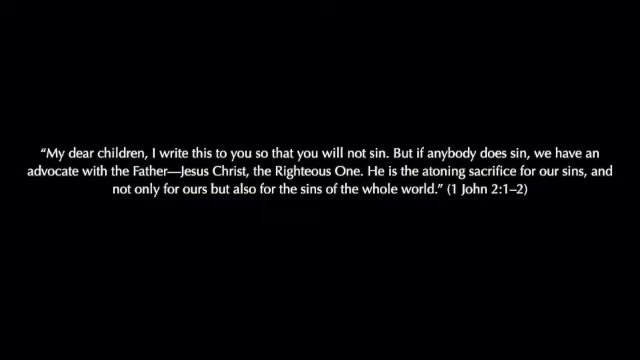 “My dear children, I write this to you so that you will not sin. But if anybody does sin, we have an
advocate with the Father—Jesus Christ, the Righteous One. He is the atoning sacrifice for our sins, and
not only for ours but also for the sins of the whole world.” (1 John 2:1–2)